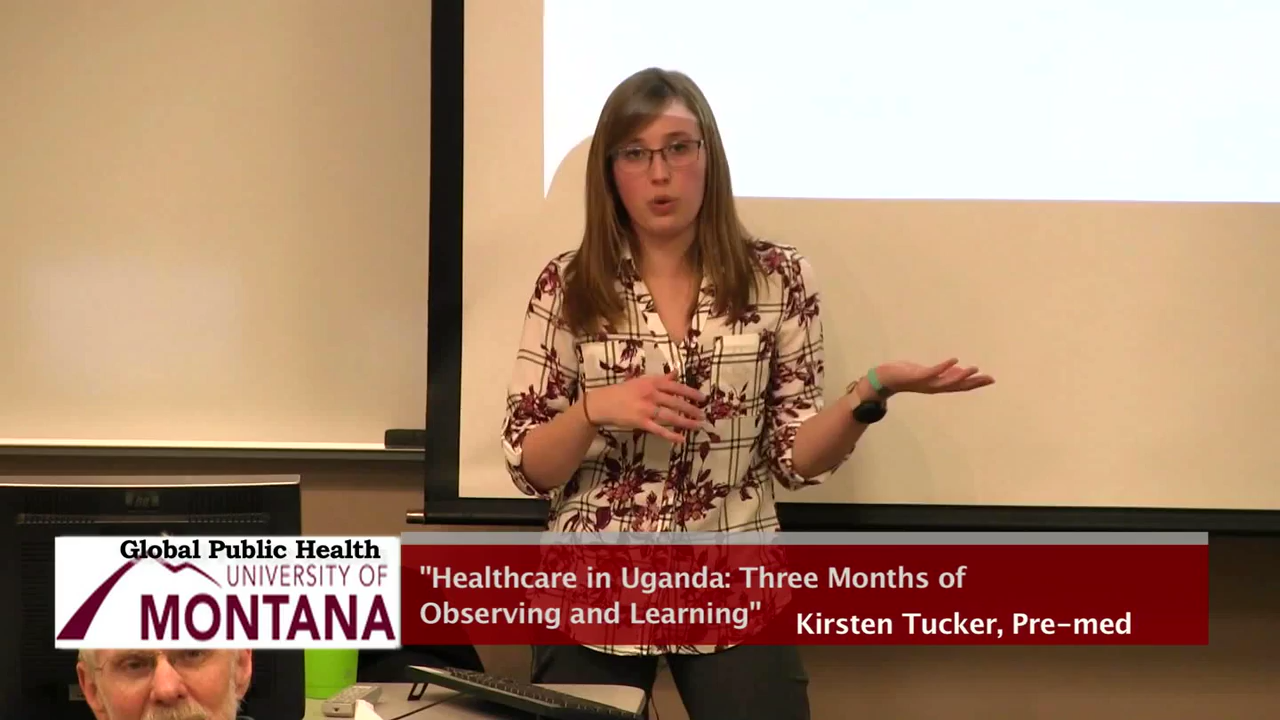 Global Public Health
UNIVERSITY OF
MONTANA
"Healthcare in Uganda: Three Months of
Observing and Learning"
Kirsten Tucker, Pre-med